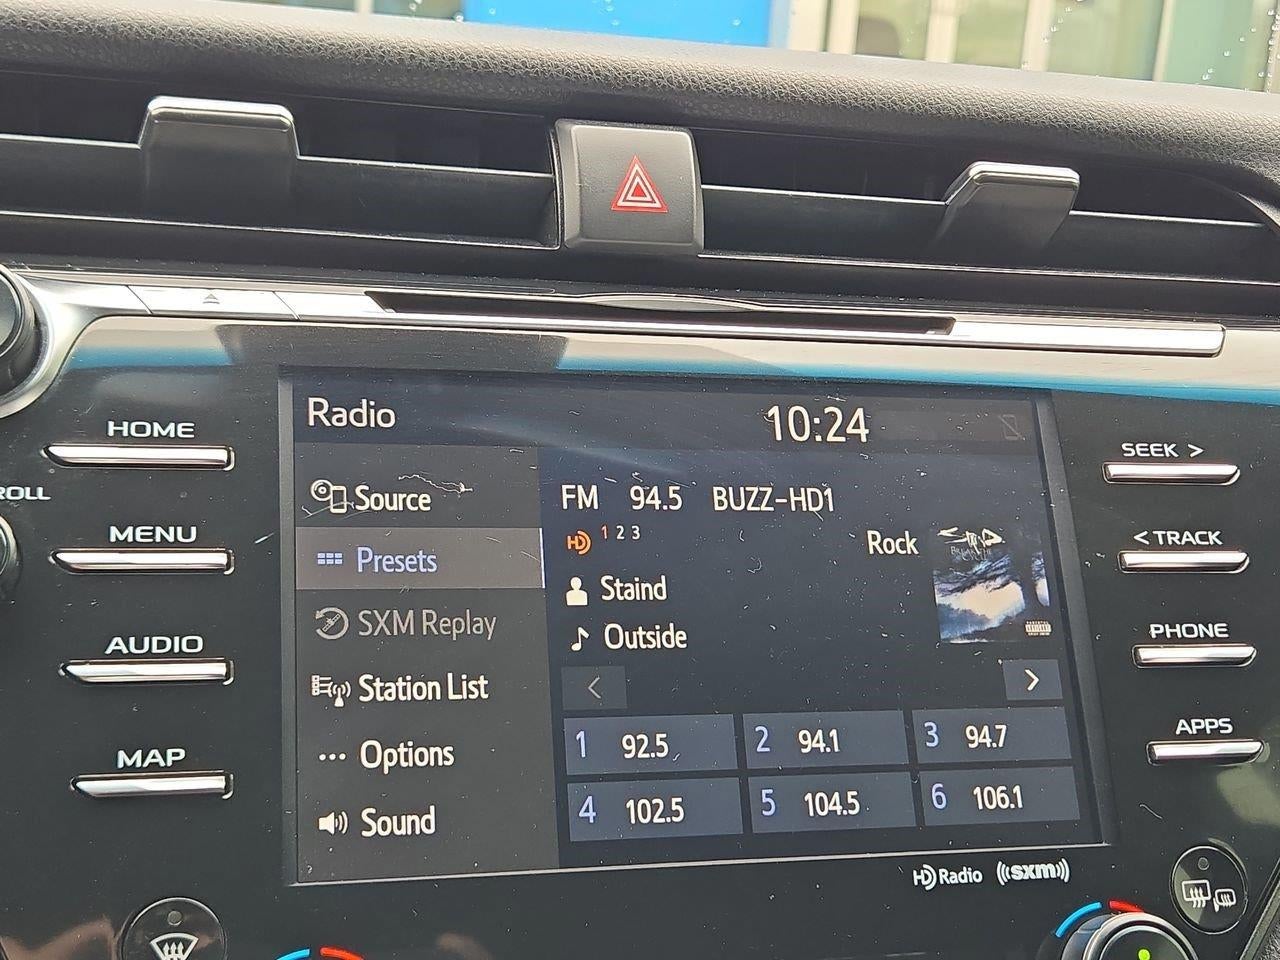 Radio
10:24
HOME
SEEK >
ROLL
Source
FM 94.5 BUZZ-HD1
MENU
Presets
HD 1 2 3
Rock
< TRACK
AUDIO
SXM Replay
Staind
Outside
PHONE
Station List
<
>
MAP
Options
1 92.5
2 94.1
3 94.7
APPS
Sound
4 102.5
5 104.5
6 106.1
HD Radio
((sxm))